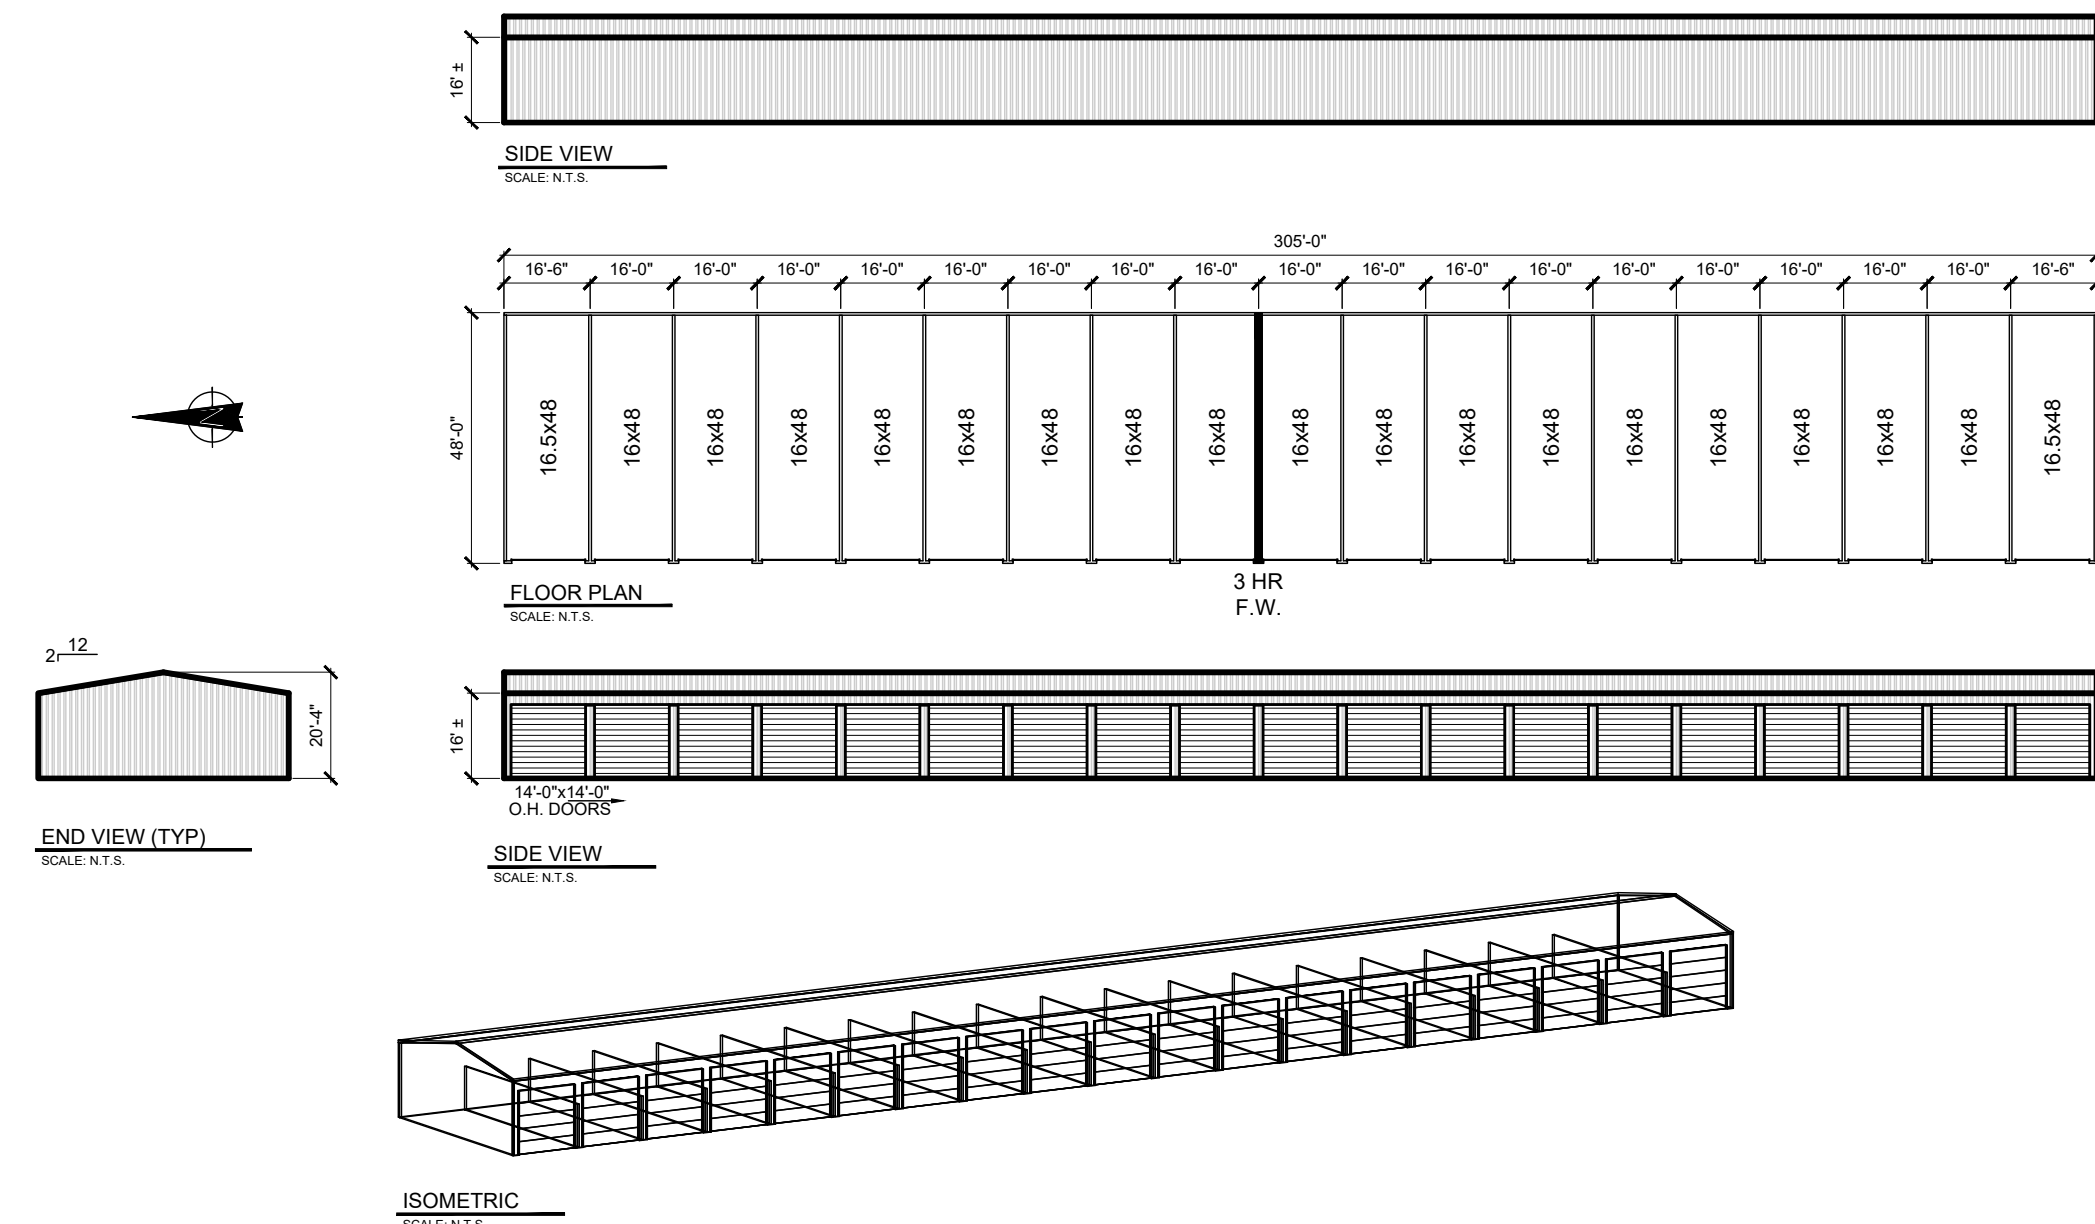 16' ±
SIDE VIEW
SCALE: N.T.S.
305'-0"
16'-6" 16'-0" 16'-0" 16'-0" 16'-0" 16'-0" 16'-0" 16'-0" 16'-0" 16'-0" 16'-0" 16'-0" 16'-0" 16'-0" 16'-0" 16'-0" 16'-0" 16'-0" 16'-6"
48'-0"
16.5x48 16x48 16x48 16x48 16x48 16x48 16x48 16x48 16x48 16x48 16x48 16x48 16x48 16x48 16x48 16x48 16x48 16x48 16.5x48
N
3 HR
F.W.
FLOOR PLAN
SCALE: N.T.S.
12
2
20'-4"
END VIEW (TYP)
SCALE: N.T.S.
16' ±
14'-0"x14'-0"
O.H. DOORS
SIDE VIEW
SCALE: N.T.S.
ISOMETRIC
SCALE: N.T.S.